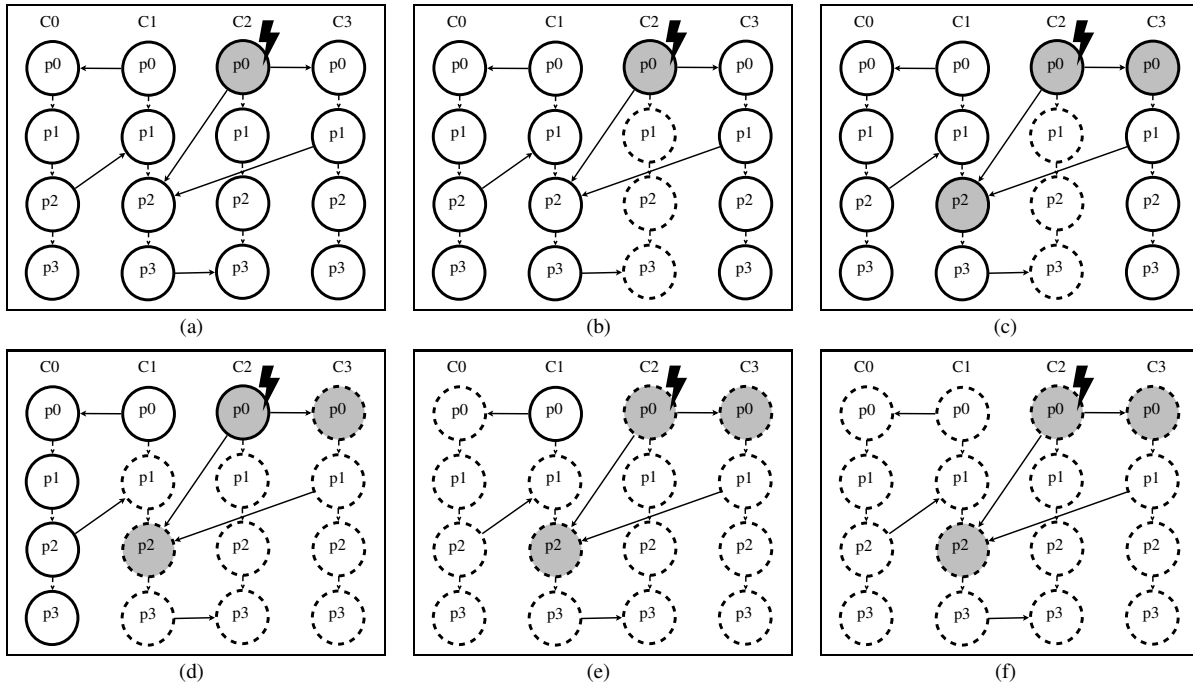 C0 C1 C2 C3
p0 p0 p0 p0
p1 p1 p1 p1
p2 p2 p2 p2
p3 p3 p3 p3
(a)
C0 C1 C2 C3
p0 p0 p0 p0
p1 p1 p1 p1
p2 p2 p2 p2
p3 p3 p3 p3
(b)
C0 C1 C2 C3
p0 p0 p0 p0
p1 p1 p1 p1
p2 p2 p2 p2
p3 p3 p3 p3
(c)
C0 C1 C2 C3
p0 p0 p0 p0
p1 p1 p1 p1
p2 p2 p2 p2
p3 p3 p3 p3
(d)
C0 C1 C2 C3
p0 p0 p0 p0
p1 p1 p1 p1
p2 p2 p2 p2
p3 p3 p3 p3
(e)
C0 C1 C2 C3
p0 p0 p0 p0
p1 p1 p1 p1
p2 p2 p2 p2
p3 p3 p3 p3
(f)